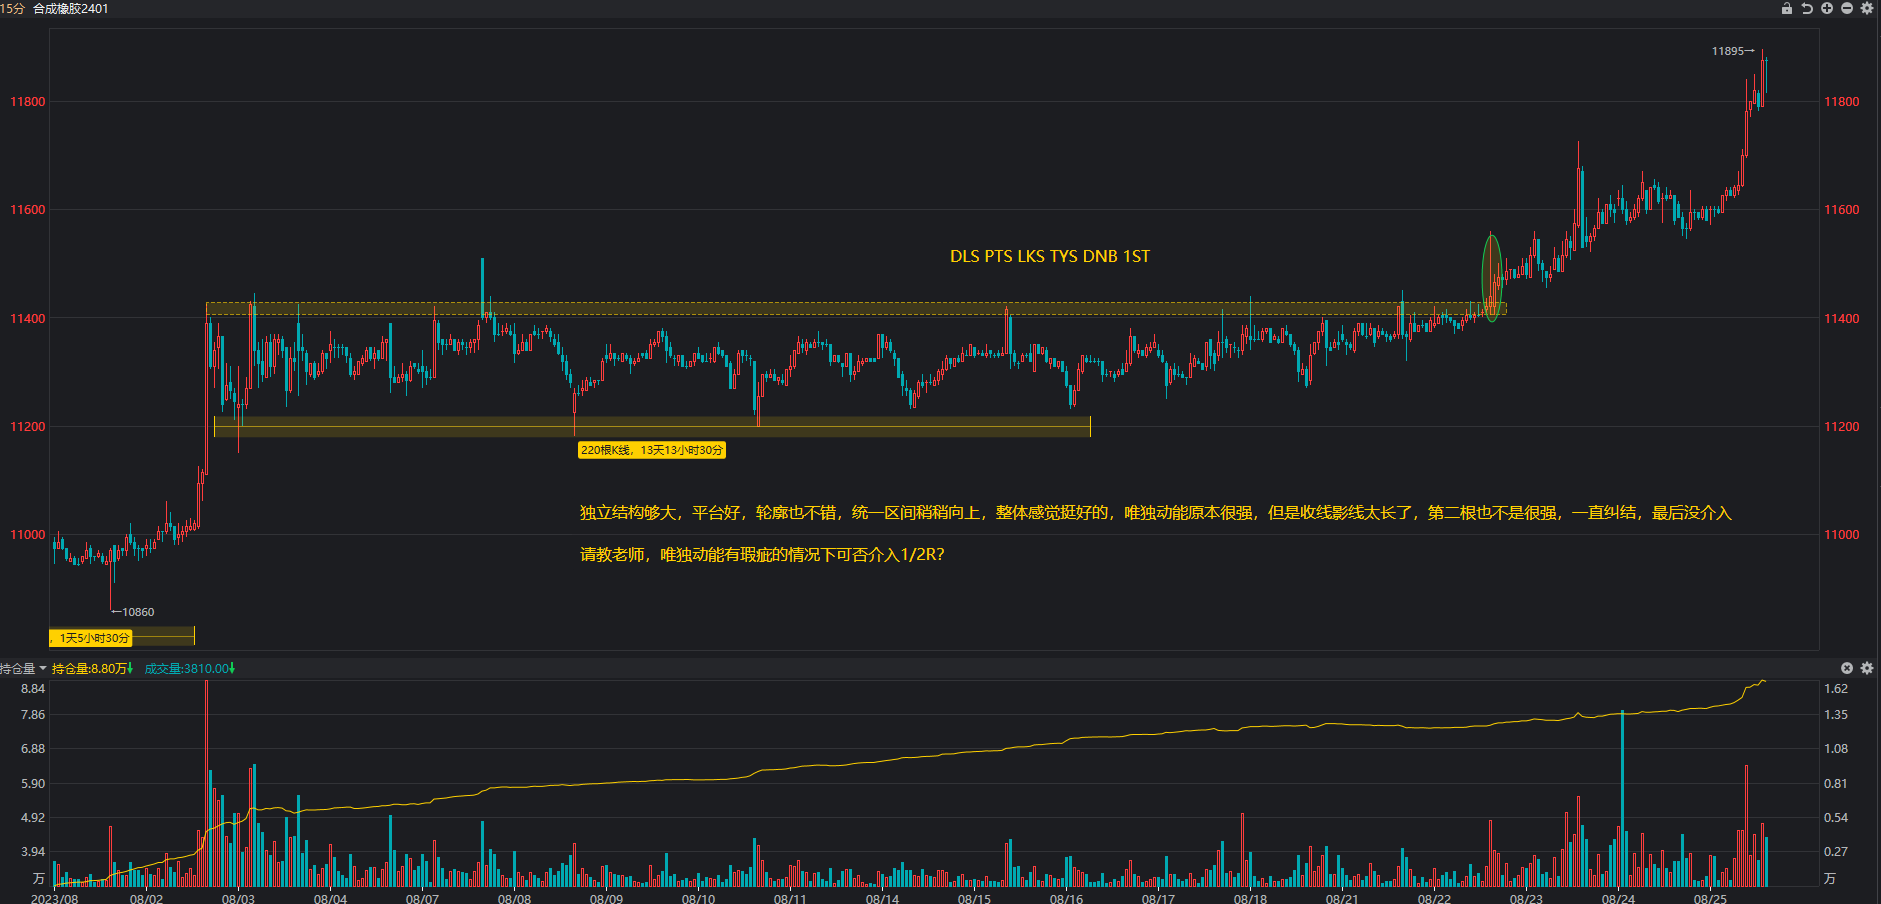 15分 合成橡胶2401
11895→
11800 11800
11600 11600
DLS PTS LKS TYS DNB 1ST
11400 11400
11200 11200
220根K线，13天13小时30分
独立结构够大，平台好，轮廓也不错，统一区间稍稍向上，整体感觉挺好的，唯独动能原本很强，但是收线影线太长了，第二根也不是很强，一直纠结，最后没介入
11000 11000
请教老师，唯独动能有瑕疵的情况下可否介入1/2R？
←10860
，1天5小时30分
持仓量 持仓量:8.80万↓ 成交量:3810.00↓
8.84 1.62
7.86 1.35
6.88 1.08
5.90 0.81
4.92 0.54
3.94 0.27
万 万
2023/08 08/02 08/03 08/04 08/07 08/08 08/09 08/10 08/11 08/14 08/15 08/16 08/17 08/18 08/21 08/22 08/23 08/24 08/25